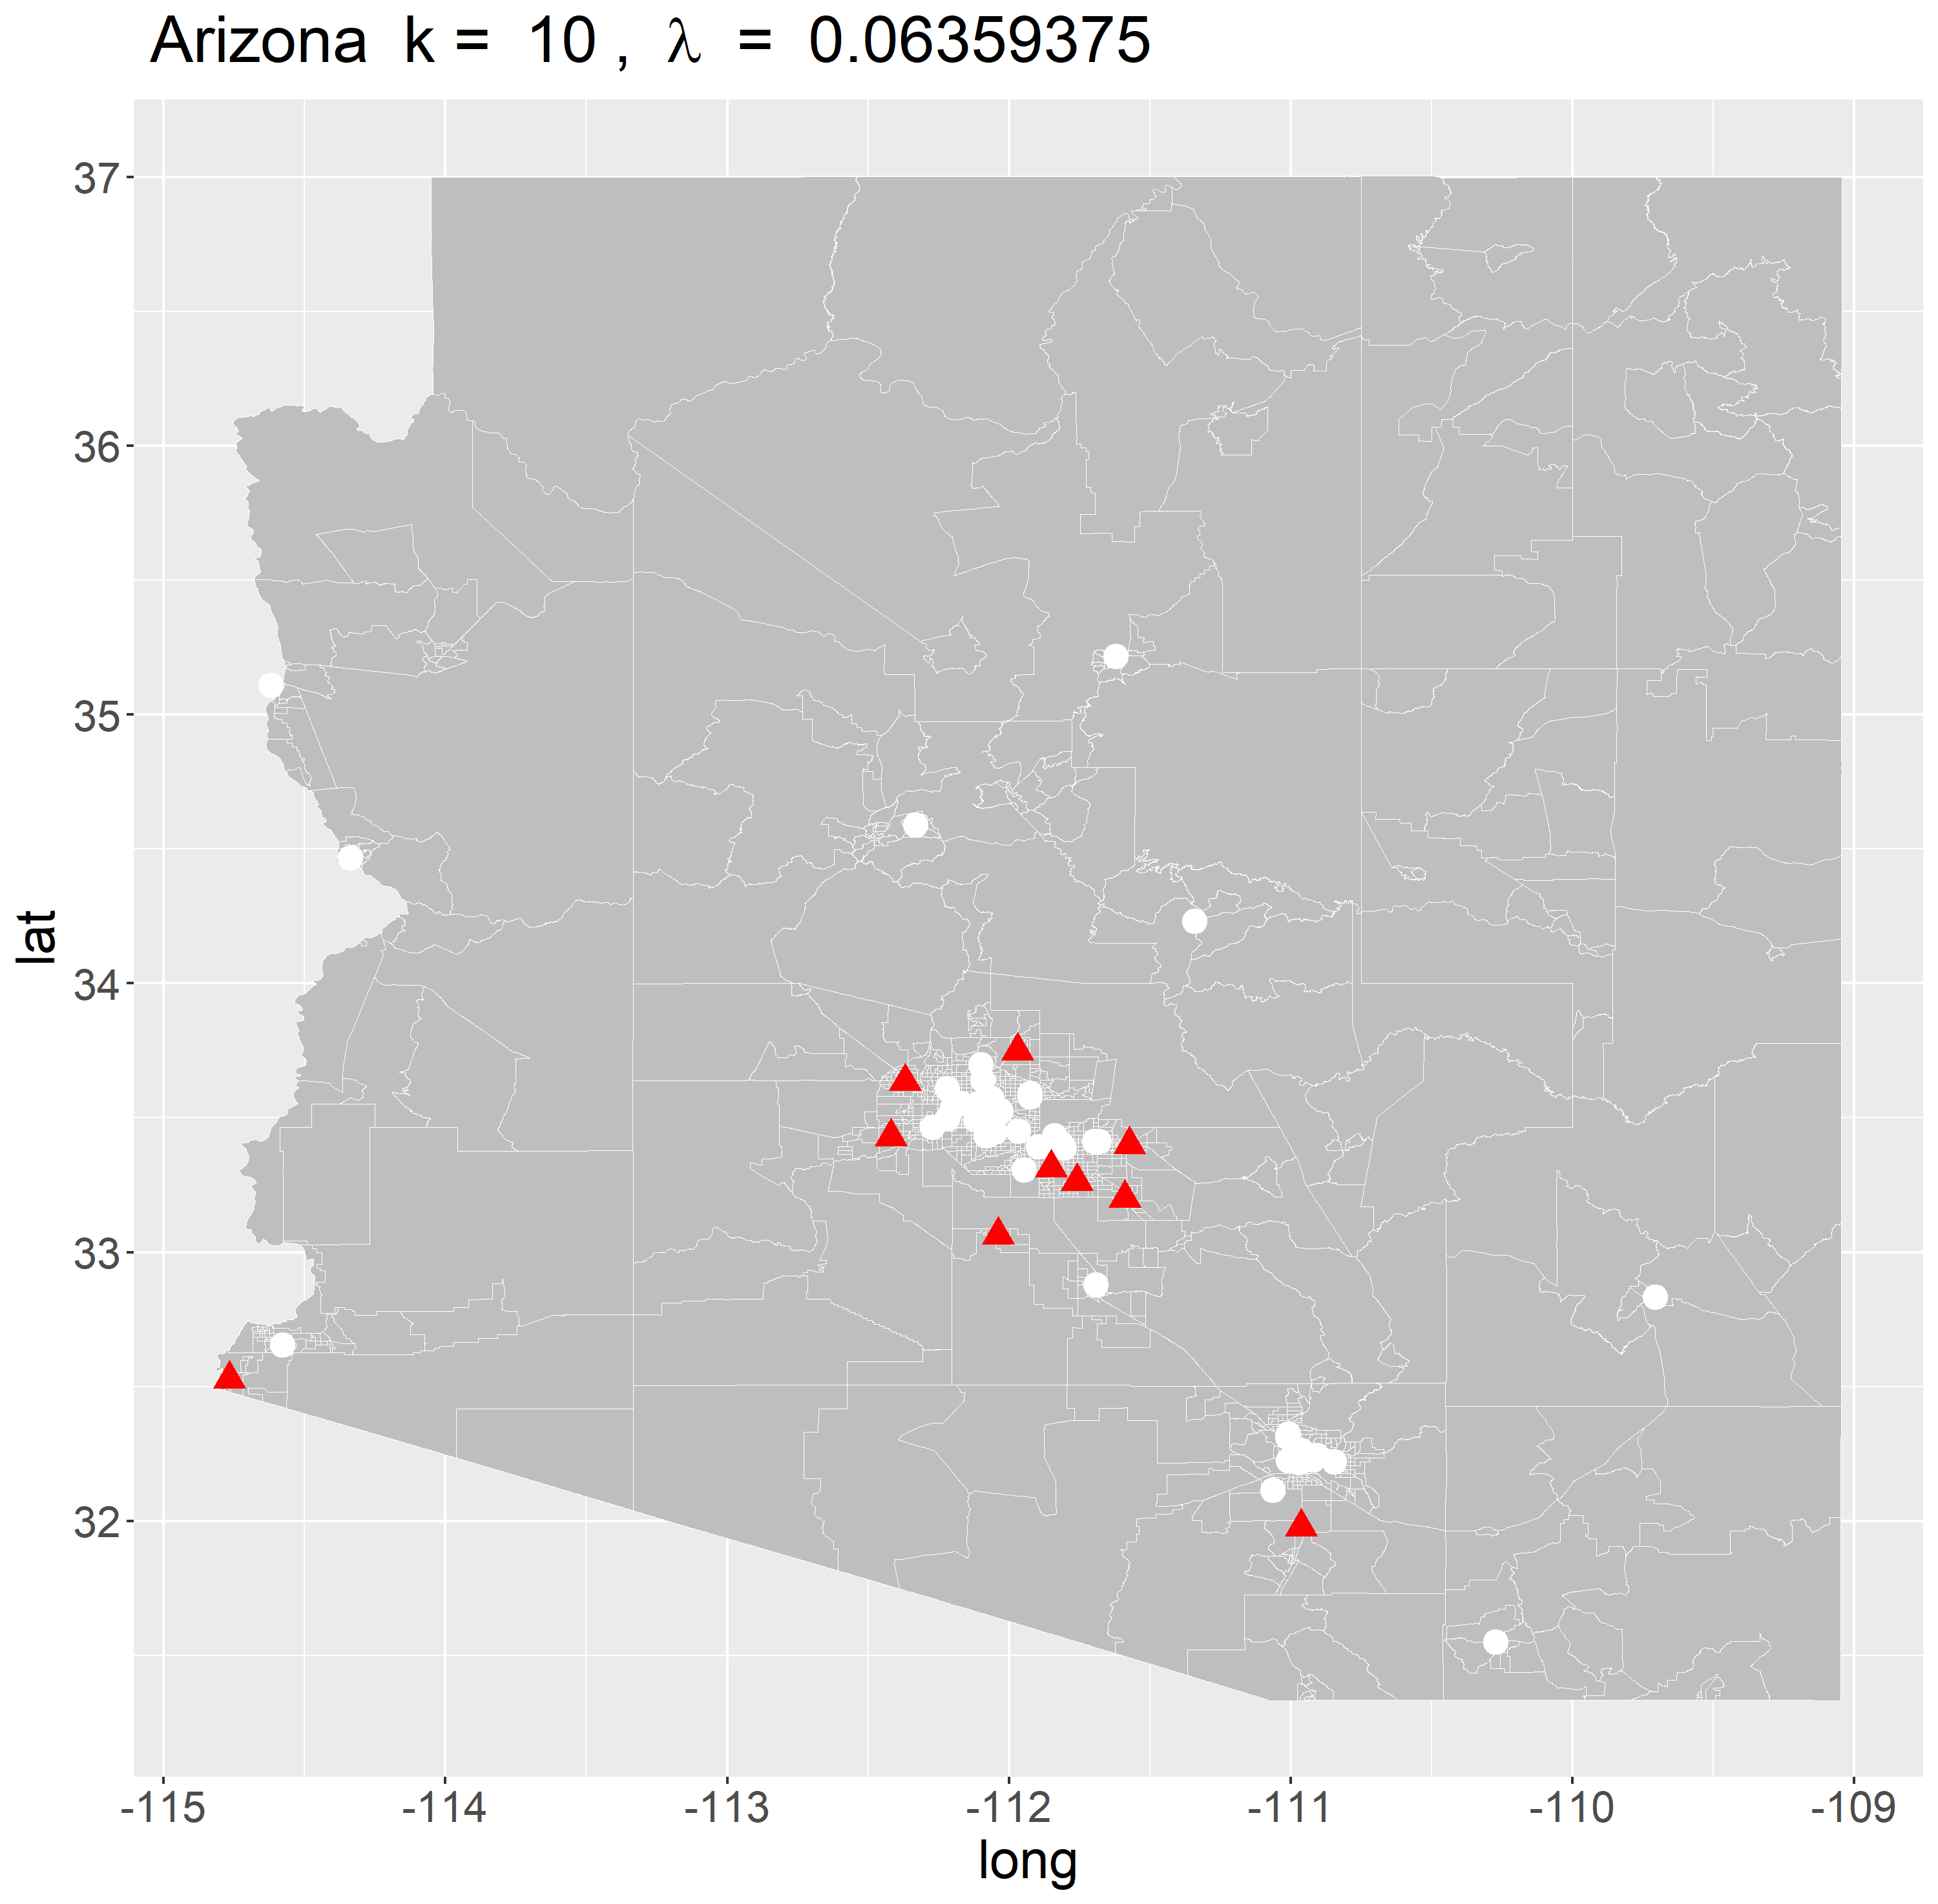 Arizona k = 10 , λ = 0.06359375
37
36
35
34
33
32
lat
-115 -114 -113 -112 -111 -110 -109
long